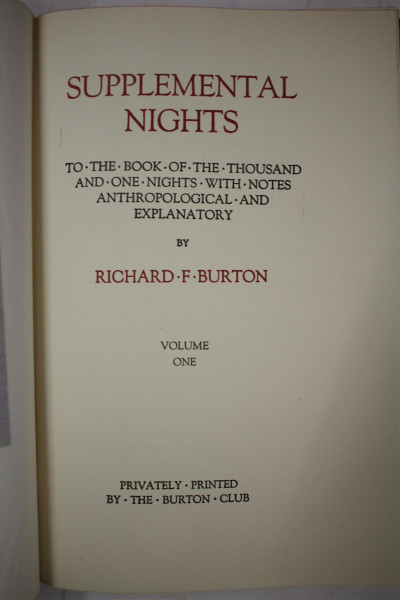 SUPPLEMENTAL
NIGHTS
TO·THE·BOOK·OF·THE·THOUSAND
AND·ONE·NIGHTS·WITH·NOTES
ANTHROPOLOGICAL·AND
EXPLANATORY
BY
RICHARD·F·BURTON
VOLUME
ONE
PRIVATELY·PRINTED
BY·THE·BURTON·CLUB